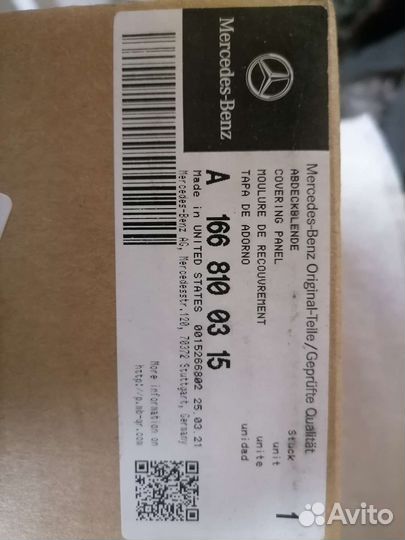 Mercedes-Benz
Mercedes-Benz Original-Teile/Geprüfte Qualität
ABDECKBLENDE
COVERING PANEL
MOULURE DE RECOUVREMENT
TAPA DE ADORNO
Stück
unit
unite
unidad
1
A 166 810 03 15
Made in UNITED STATES 0015266802 25.03.21
Mercedes-Benz AG, Mercedesstr.120, 70372 Stuttgart, Germany
More information on
http://p.mb-qr.com
Avito